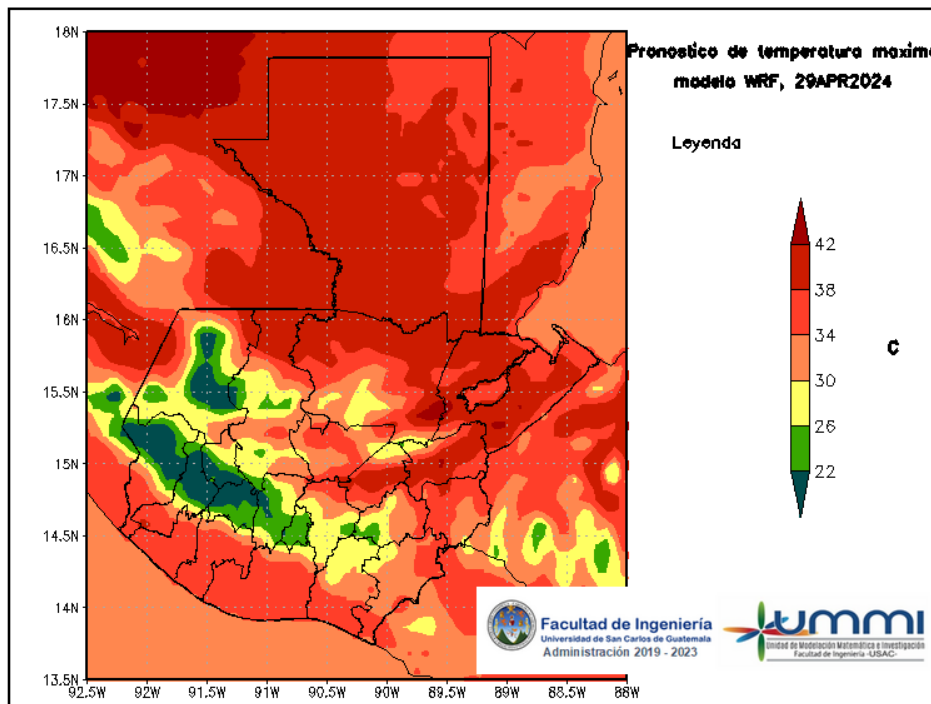 Pronostico de temperatura maxima
modelo WRF, 29APR2024
Leyenda
42
38
34
30
26
22
C
18N
17.5N
17N
16.5N
16N
15.5N
15N
14.5N
14N
13.5N
92.5W
92W
91.5W
91W
90.5W
90W
89.5W
89W
88.5W
88W
Facultad de Ingeniería
Universidad de San Carlos de Guatemala
Administración 2019 - 2023
UMMI
Unidad de Modelación Matemática e Investigación
Facultad de Ingeniería -USAC-